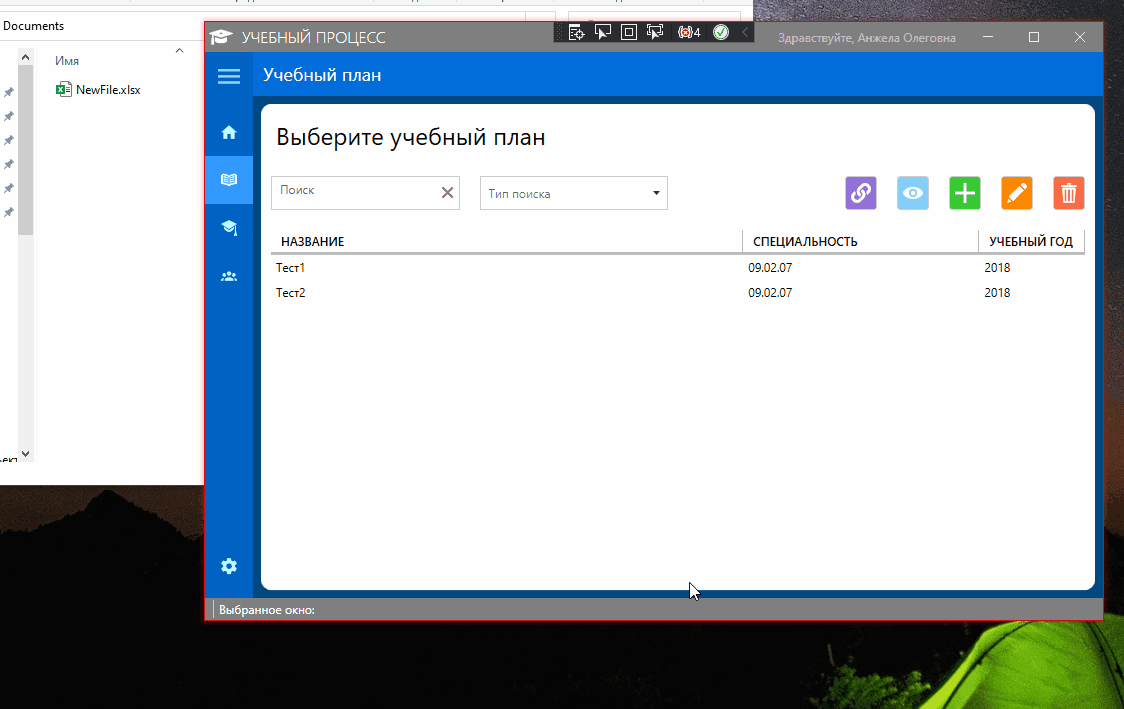 Documents
Имя
NewFile.xlsx
УЧЕБНЫЙ ПРОЦЕСС
4
Здравствуйте, Анжела Олеговна
Учебный план
Выберите учебный план
Поиск
Тип поиска
НАЗВАНИЕ СПЕЦИАЛЬНОСТЬ УЧЕБНЫЙ ГОД
Тест1 09.02.07 2018
Тест2 09.02.07 2018
Выбранное окно: